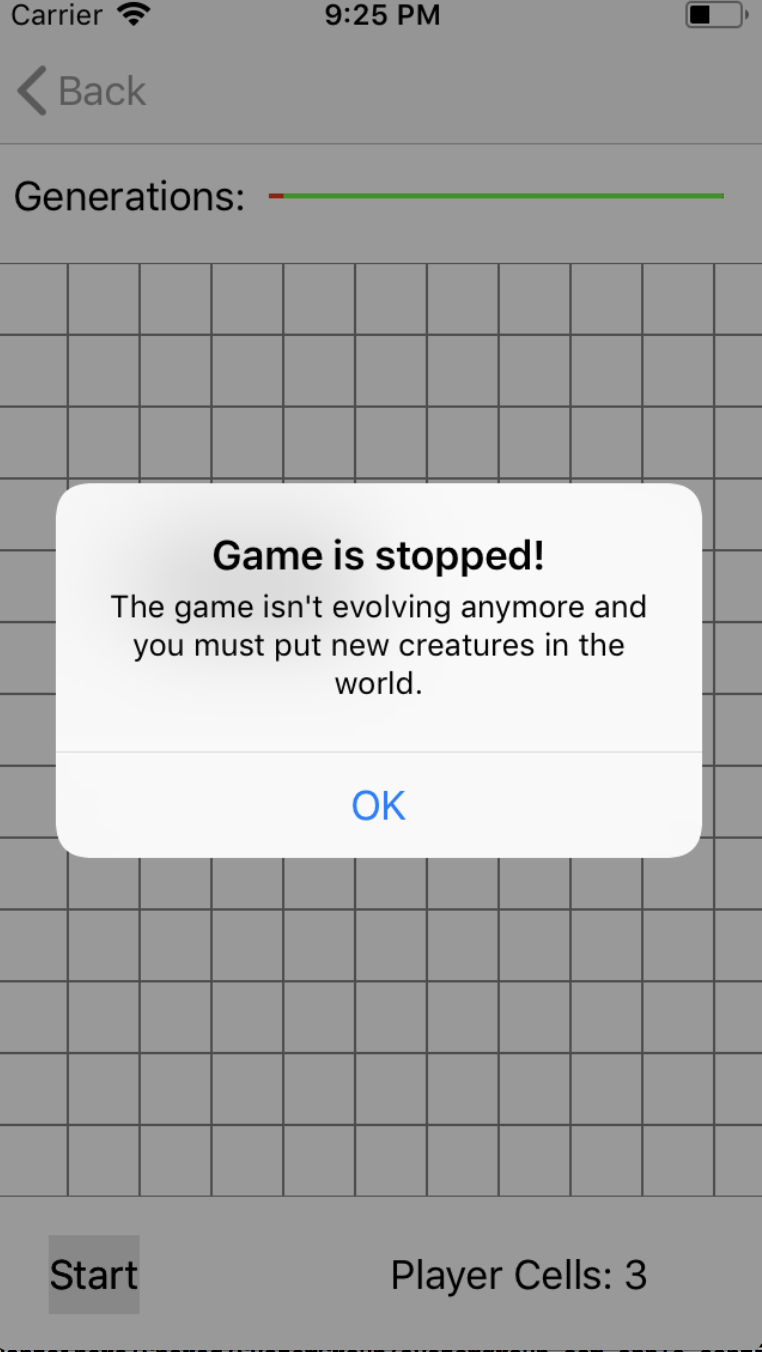 Carrier 9:25 PM
Back
Generations:
Game is stopped!
The game isn't evolving anymore and
you must put new creatures in the
world.
OK
Start Player Cells: 3